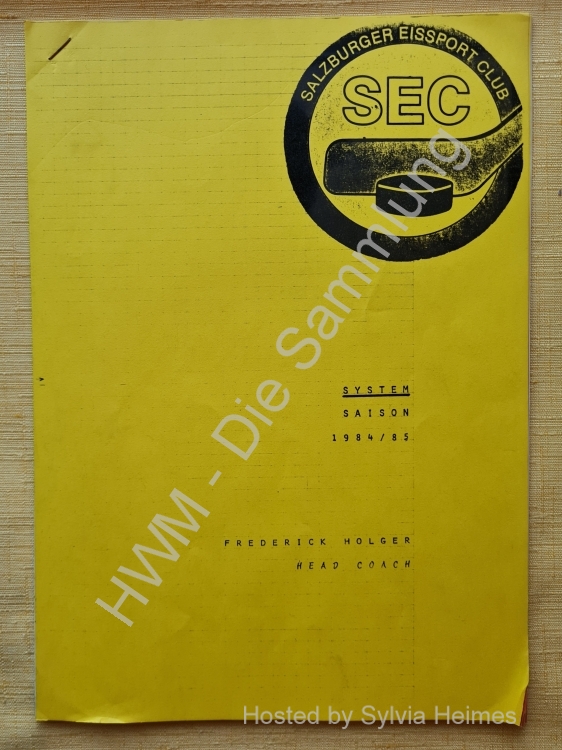 SALZBURGER EISSPORT CLUB
SEC
SYSTEM
SAISON
1984/85
FREDERICK HOLGER
HEAD COACH
HWM - Die Sammlung
Hosted by Sylvia Heimes